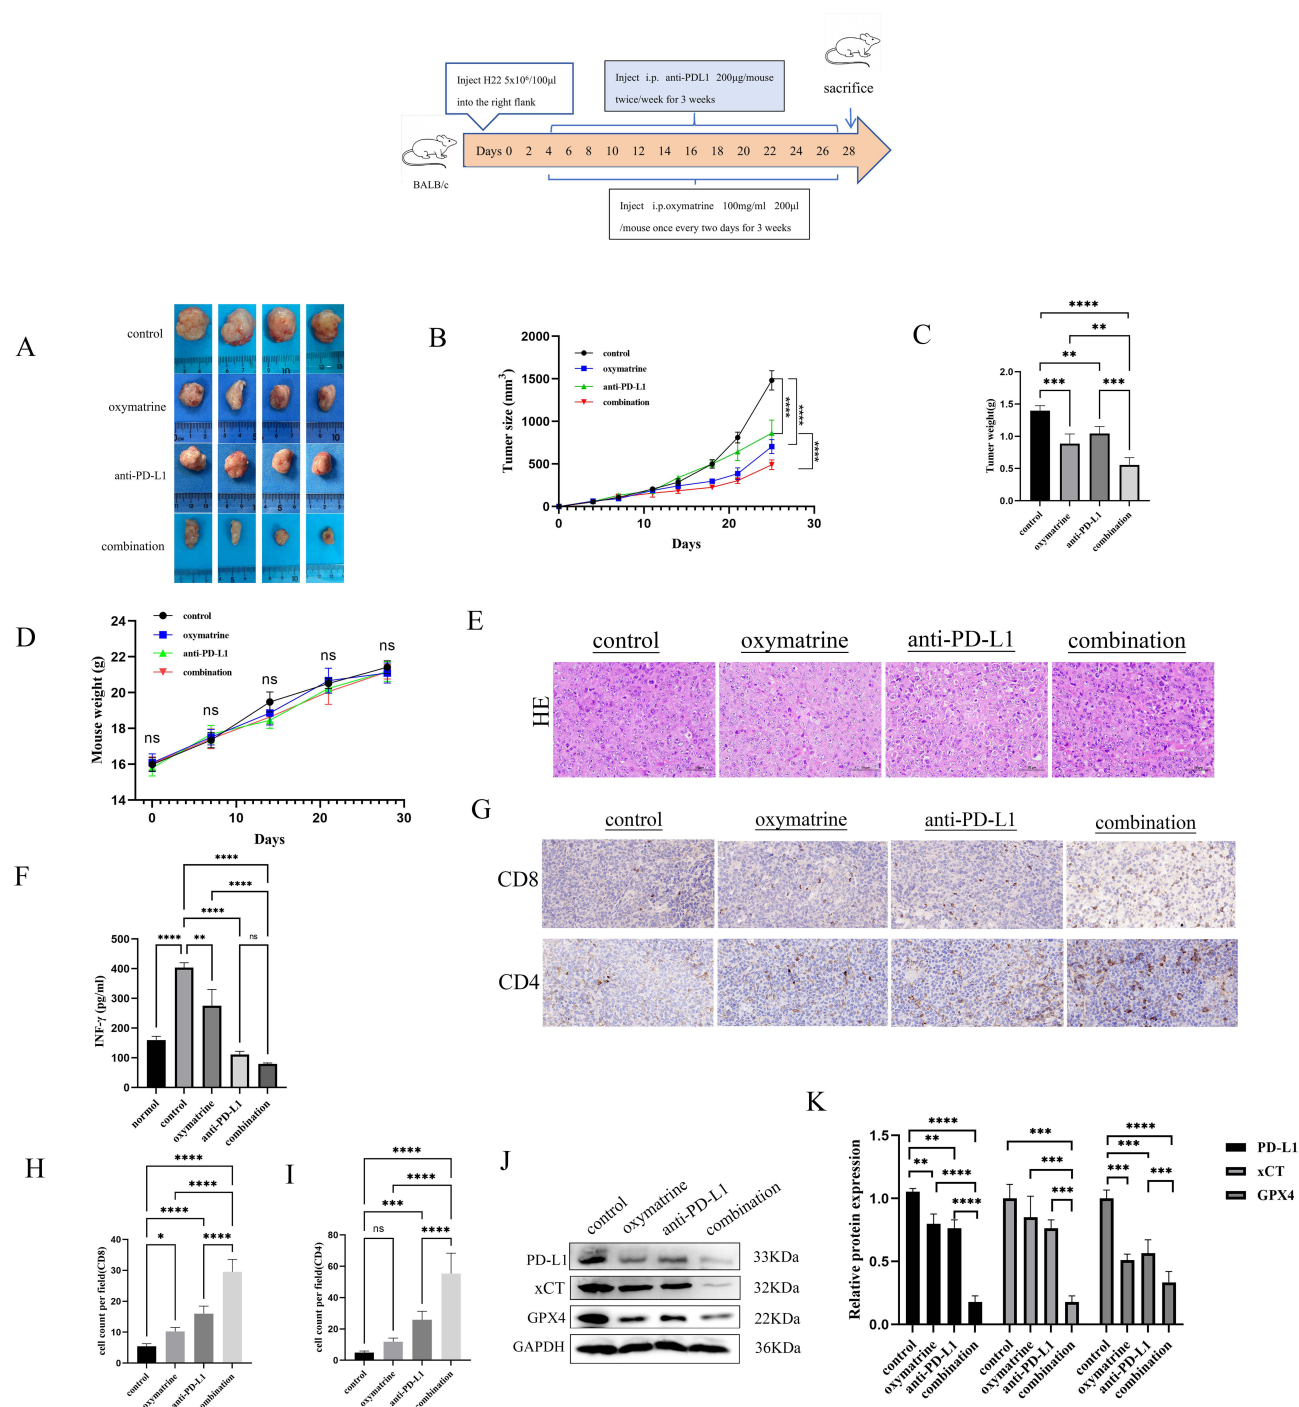 Inject H22 5x10⁶/100μl
into the right flank
Inject i.p. anti-PDL1 200μg/mouse
twice/week for 3 weeks
sacrifice
BALB/c
Days 0 2 4 6 8 10 12 14 16 18 20 22 24 26 28
Inject i.p.oxymatrine 100mg/ml 200μl
/mouse once every two days for 3 weeks
A
control
oxymatrine
anti-PD-L1
combination
B
Tumer size (mm³)
2000
1500
1000
500
0
0 10 20 30
Days
control
oxymatrine
anti-PD-L1
combination
****
****
****
C
****
**
**
***
***
Tumer weight(g)
2.0
1.5
1.0
0.5
0.0
control
oxymatrine
anti-PD-L1
combination
D
Mouse weight (g)
24
22
20
18
16
14
0 10 20 30
Days
control
oxymatrine
anti-PD-L1
combination
ns
ns
ns
ns
ns
E
control oxymatrine anti-PD-L1 combination
HE
F
****
****
****
**** ** ns
INF-γ (pg/ml)
500
400
300
200
100
0
normol
control
oxymatrine
anti-PD-L1
combination
G
control oxymatrine anti-PD-L1 combination
CD8
CD4
H
****
****
****
* ****
cell count per field(CD8)
40
30
20
10
0
control
oxymatrine
anti-PD-L1
combination
I
****
****
***
ns ****
cell count per field(CD4)
80
60
40
20
0
control
oxymatrine
anti-PD-L1
combination
J
control oxymatrine anti-PD-L1 combination
PD-L1 33KDa
xCT 32KDa
GPX4 22KDa
GAPDH 36KDa
K
Relative protein expression
1.5
1.0
0.5
0.0
****
**
** ****
****
***
***
***
****
***
*** ***
control
oxymatrine
anti-PD-L1
combination
control
oxymatrine
anti-PD-L1
combination
control
oxymatrine
anti-PD-L1
combination
PD-L1
xCT
GPX4